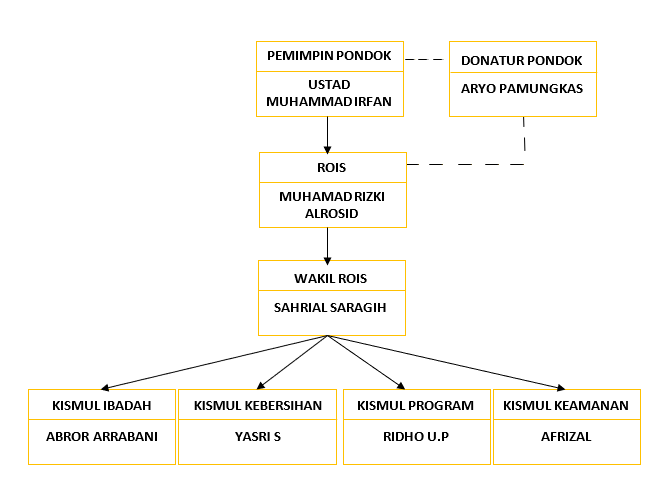 PEMIMPIN PONDOK
USTAD
MUHAMMAD IRFAN
DONATUR PONDOK
ARYO PAMUNGKAS
ROIS
MUHAMAD RIZKI
ALROSID
WAKIL ROIS
SAHRIAL SARAGIH
KISMUL IBADAH
ABROR ARRABANI
KISMUL KEBERSIHAN
YASRI S
KISMUL PROGRAM
RIDHO U.P
KISMUL KEAMANAN
AFRIZAL